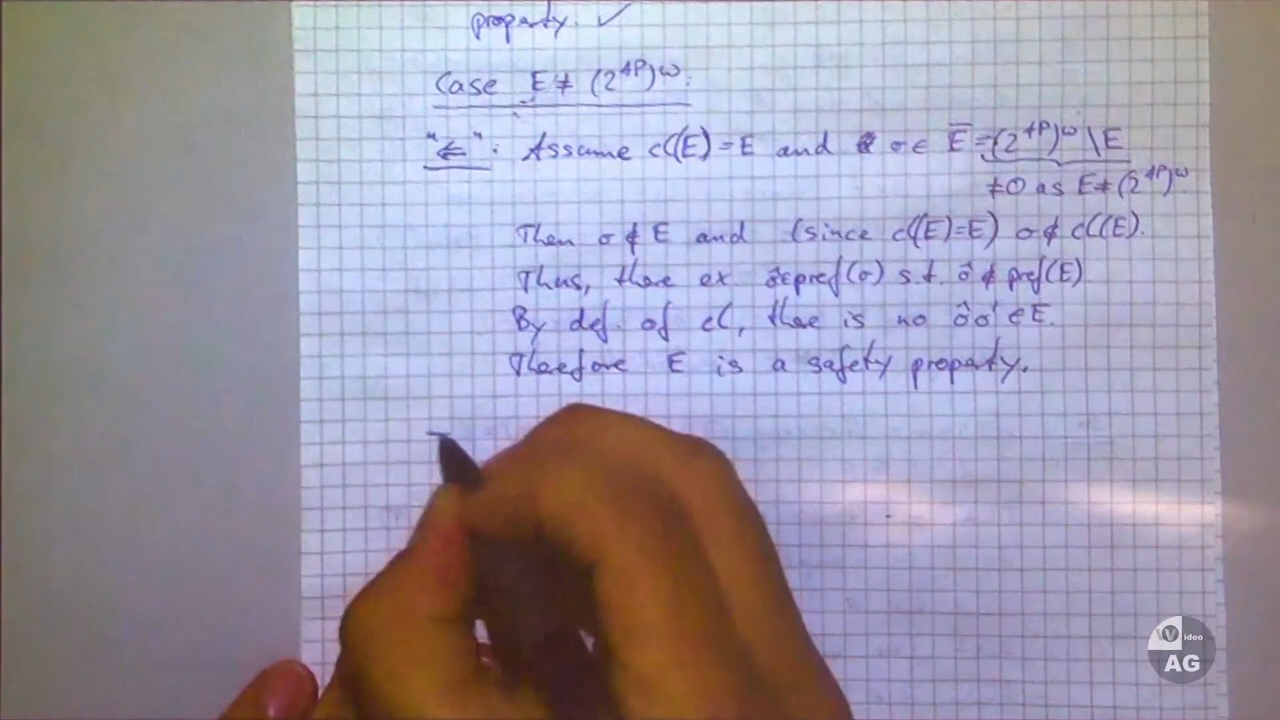 property. ✓
Case E ≠ (2^AP)^ω:
"⇐": Assume cl(E) = E and σ ∈ E̅ = (2^AP)^ω \ E
≠ ∅ as E ≠ (2^AP)^ω
Then σ ∉ E and (since cl(E) = E) σ ∉ cl(E).
Thus, there ex. σ̂ ∈ pref(σ) s.t. σ̂ ∉ pref(E)
By def. of cl, there is no σ̂σ' ∈ E.
Therefore E is a safety property.
Video
AG